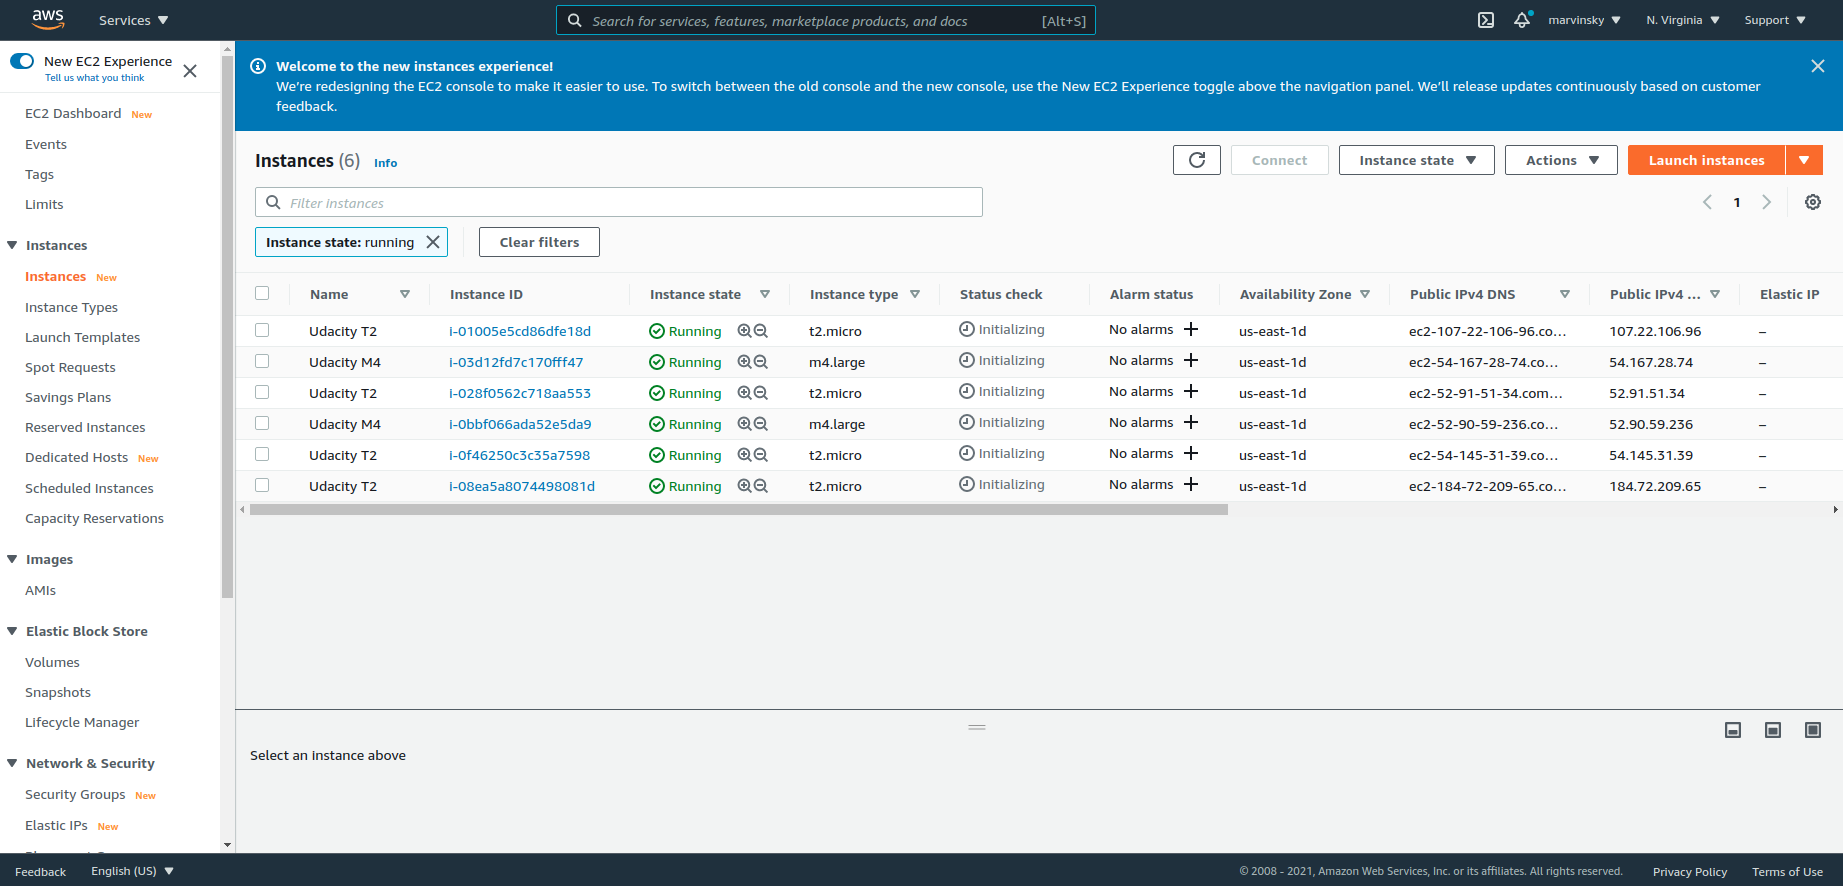 aws
Services
Search for services, features, marketplace products, and docs [Alt+S]
marvinsky
N. Virginia
Support
New EC2 Experience
Tell us what you think
EC2 Dashboard New
Events
Tags
Limits
Instances
Instances New
Instance Types
Launch Templates
Spot Requests
Savings Plans
Reserved Instances
Dedicated Hosts New
Scheduled Instances
Capacity Reservations
Images
AMIs
Elastic Block Store
Volumes
Snapshots
Lifecycle Manager
Network & Security
Security Groups New
Elastic IPs New
Welcome to the new instances experience!
We're redesigning the EC2 console to make it easier to use. To switch between the old console and the new console, use the New EC2 Experience toggle above the navigation panel. We'll release updates continuously based on customer
feedback.
Instances (6) Info
Connect
Instance state
Actions
Launch instances
Filter instances
1
Instance state: running
Clear filters
Name Instance ID Instance state Instance type Status check Alarm status Availability Zone Public IPv4 DNS Public IPv4 ... Elastic IP
Udacity T2 i-01005e5cd86dfe18d Running t2.micro Initializing No alarms + us-east-1d ec2-107-22-106-96.co... 107.22.106.96 –
Udacity M4 i-03d12fd7c170fff47 Running m4.large Initializing No alarms + us-east-1d ec2-54-167-28-74.co... 54.167.28.74 –
Udacity T2 i-028f0562c718aa553 Running t2.micro Initializing No alarms + us-east-1d ec2-52-91-51-34.com... 52.91.51.34 –
Udacity M4 i-0bbf066ada52e5da9 Running m4.large Initializing No alarms + us-east-1d ec2-52-90-59-236.co... 52.90.59.236 –
Udacity T2 i-0f46250c3c35a7598 Running t2.micro Initializing No alarms + us-east-1d ec2-54-145-31-39.co... 54.145.31.39 –
Udacity T2 i-08ea5a8074498081d Running t2.micro Initializing No alarms + us-east-1d ec2-184-72-209-65.co... 184.72.209.65 –
Select an instance above
Feedback
English (US)
© 2008 - 2021, Amazon Web Services, Inc. or its affiliates. All rights reserved.
Privacy Policy
Terms of Use